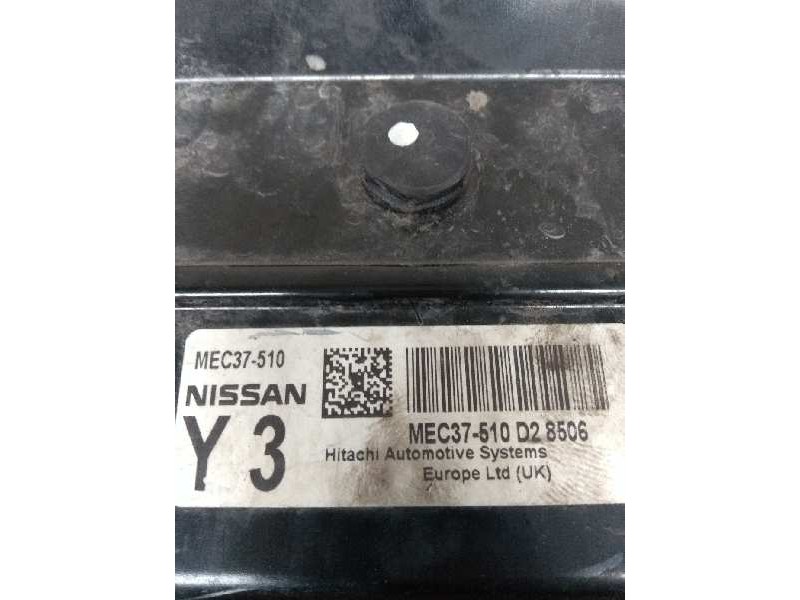 MEC37-510
NISSAN
Y 3
MEC37-510 D2 8506
Hitachi Automotive Systems
Europe Ltd (UK)